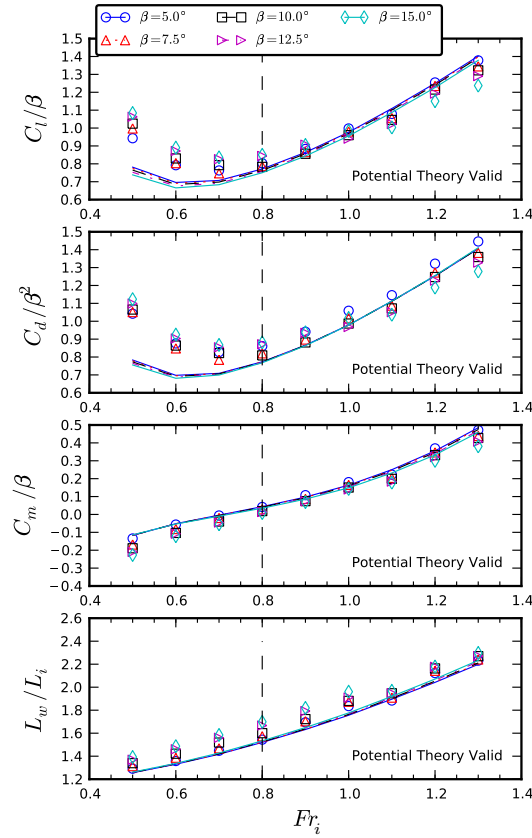 β=5.0° β=10.0° β=15.0°
β=7.5° β=12.5°
1.5
1.4
1.3
1.2
1.1
1.0
0.9
0.8
0.7
0.6
C_l/β
Potential Theory Valid
0.4 0.6 0.8 1.0 1.2 1.4
1.5
1.4
1.3
1.2
1.1
1.0
0.9
0.8
0.7
0.6
C_d/β²
Potential Theory Valid
0.4 0.6 0.8 1.0 1.2 1.4
0.5
0.4
0.3
0.2
0.1
0.0
−0.1
−0.2
−0.3
−0.4
C_m/β
Potential Theory Valid
0.4 0.6 0.8 1.0 1.2 1.4
2.6
2.4
2.2
2.0
1.8
1.6
1.4
1.2
L_w/L_i
Potential Theory Valid
0.4 0.6 0.8 1.0 1.2 1.4
Fr_i